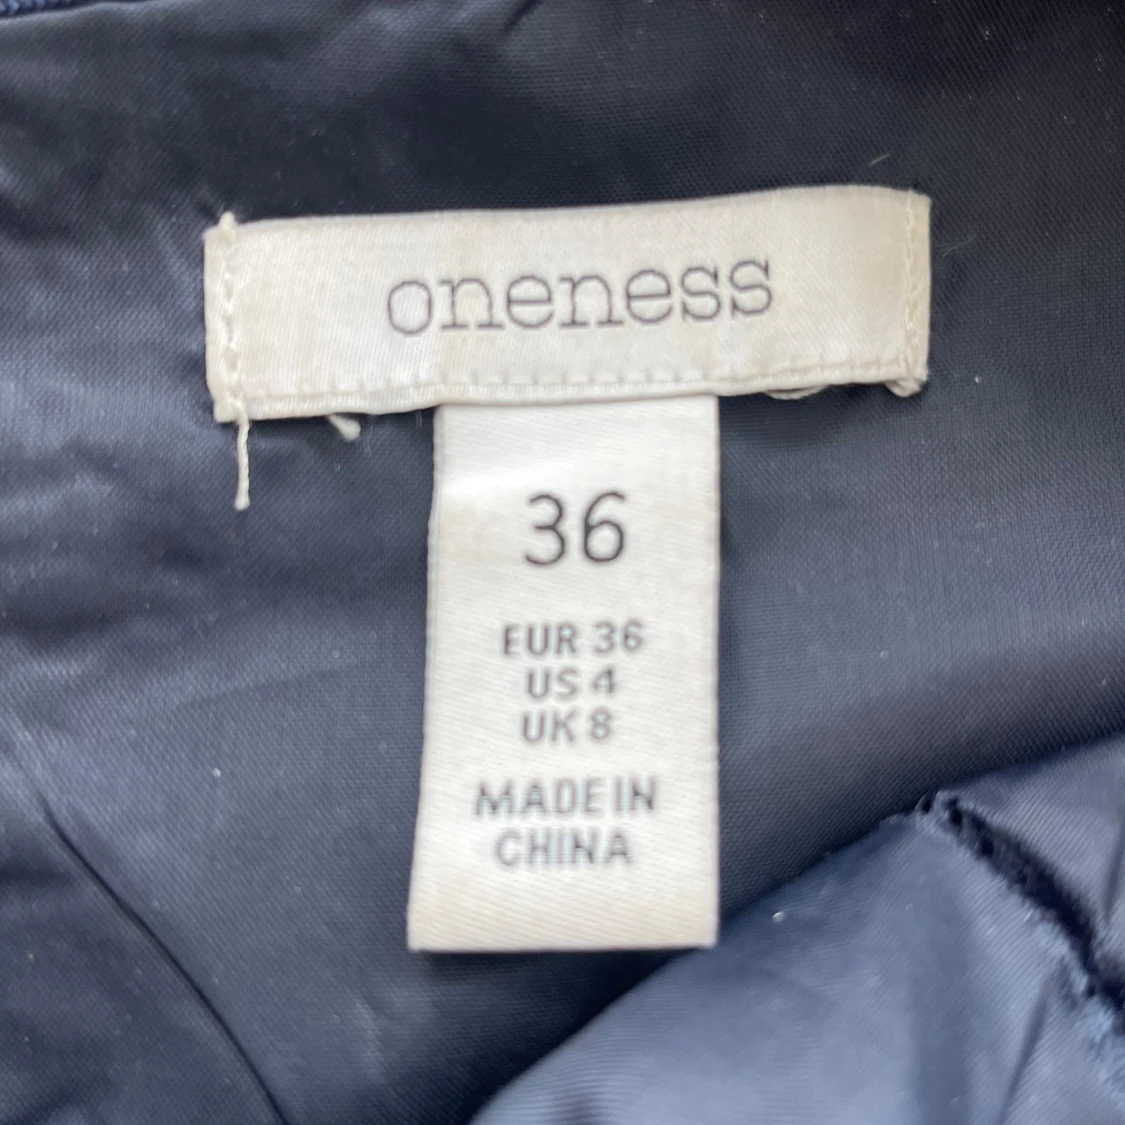 oneness
36
EUR 36
US 4
UK 8
MADE IN
CHINA